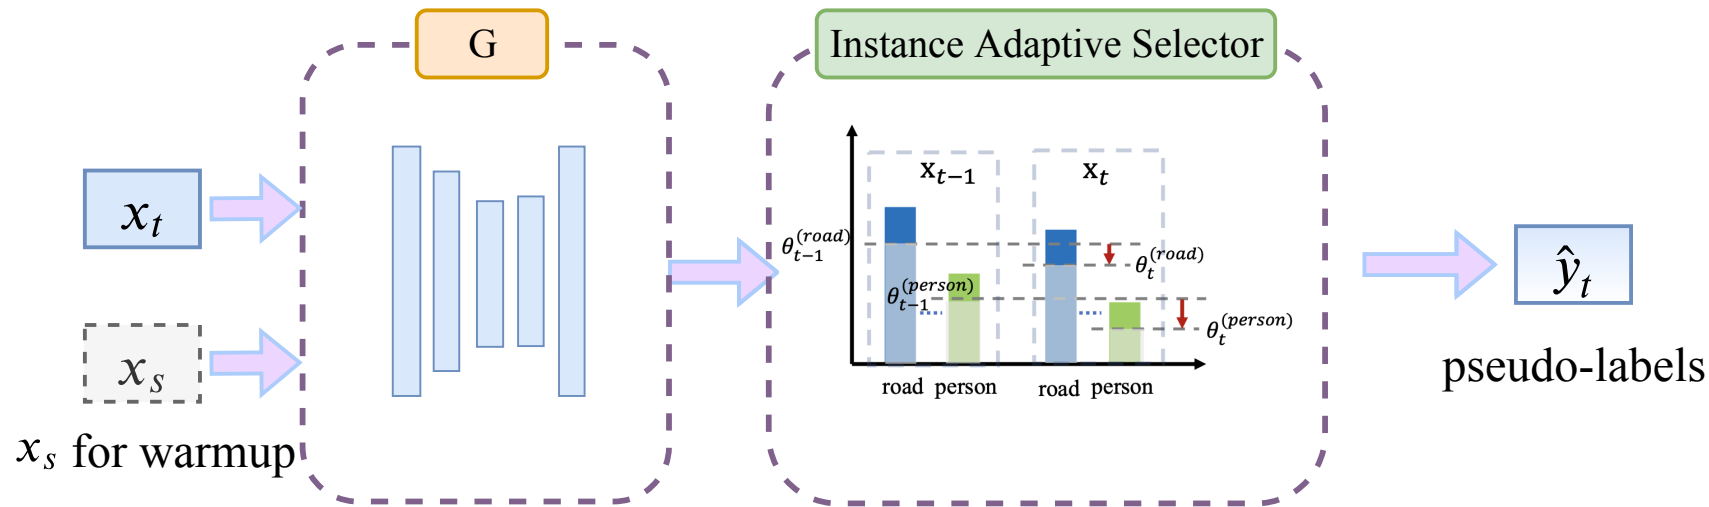 G
Instance Adaptive Selector
x_t
x_s
x_s for warmup
x_{t−1}
x_t
θ_{t−1}^{(road)}
θ_t^{(road)}
θ_{t−1}^{(person)}
θ_t^{(person)}
road person
road person
ŷ_t
pseudo-labels